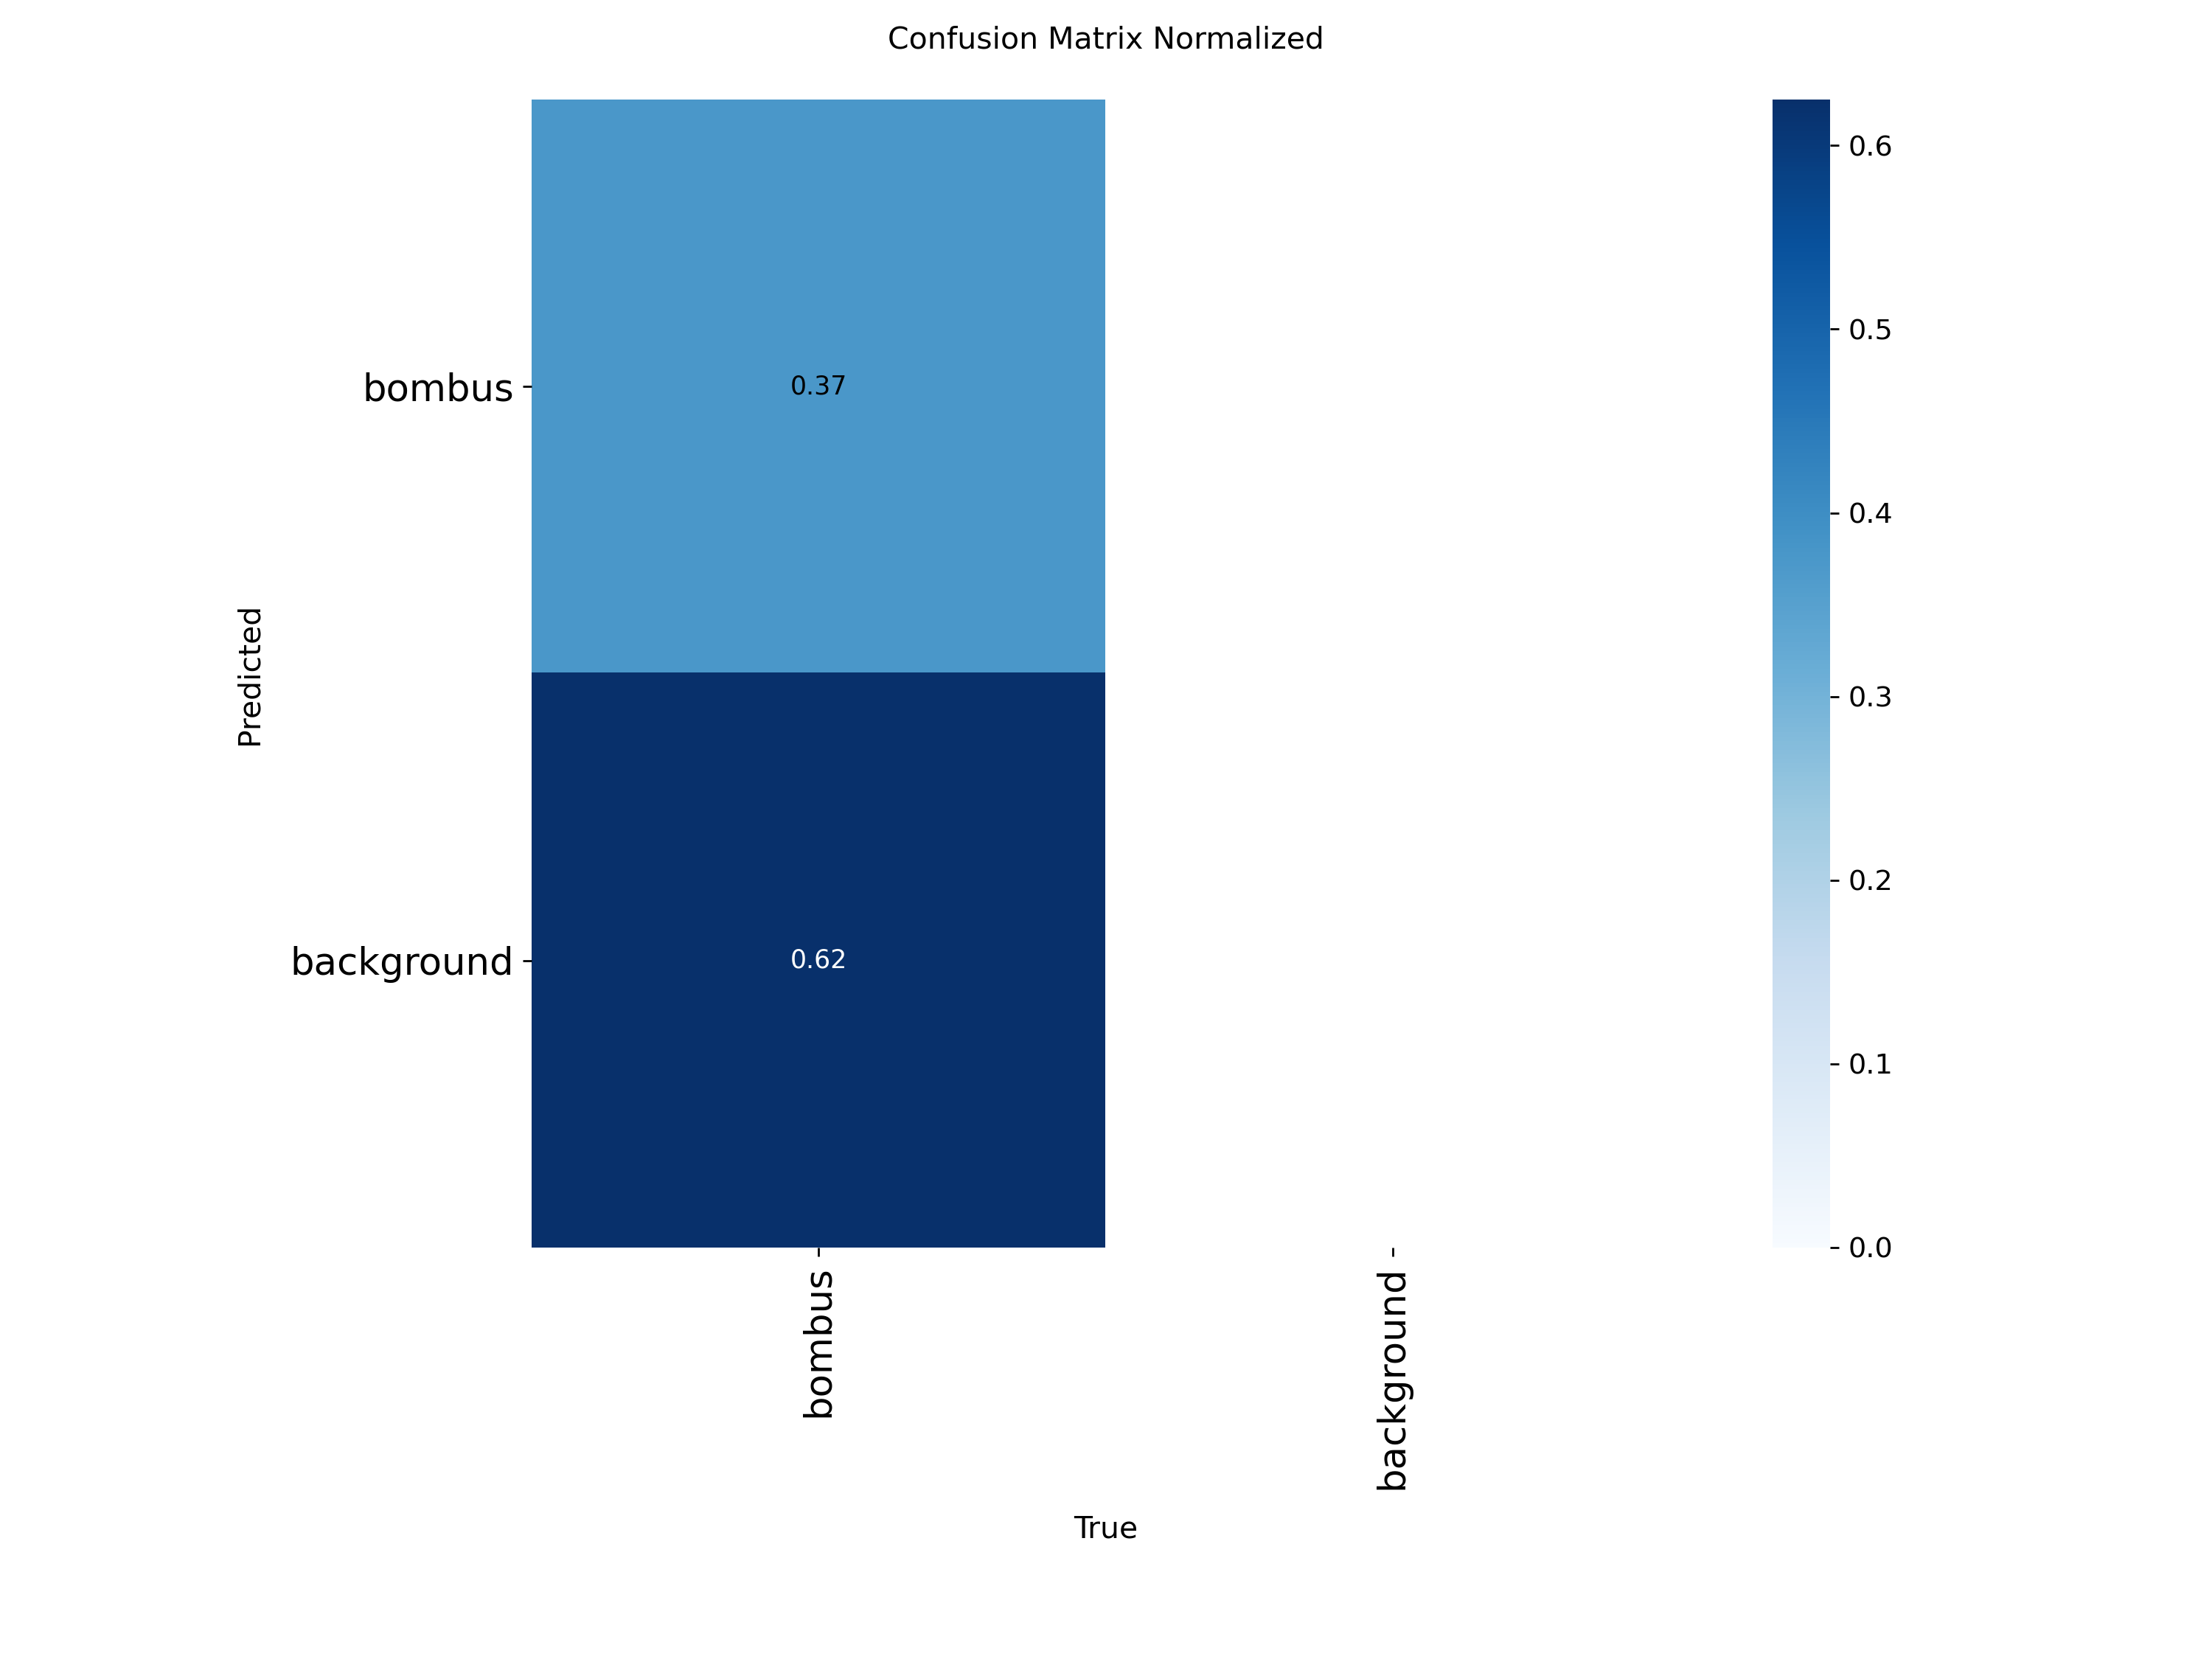 Confusion Matrix Normalized
Predicted
bombus
background
0.37
0.62
bombus
background
True
0.6
0.5
0.4
0.3
0.2
0.1
0.0